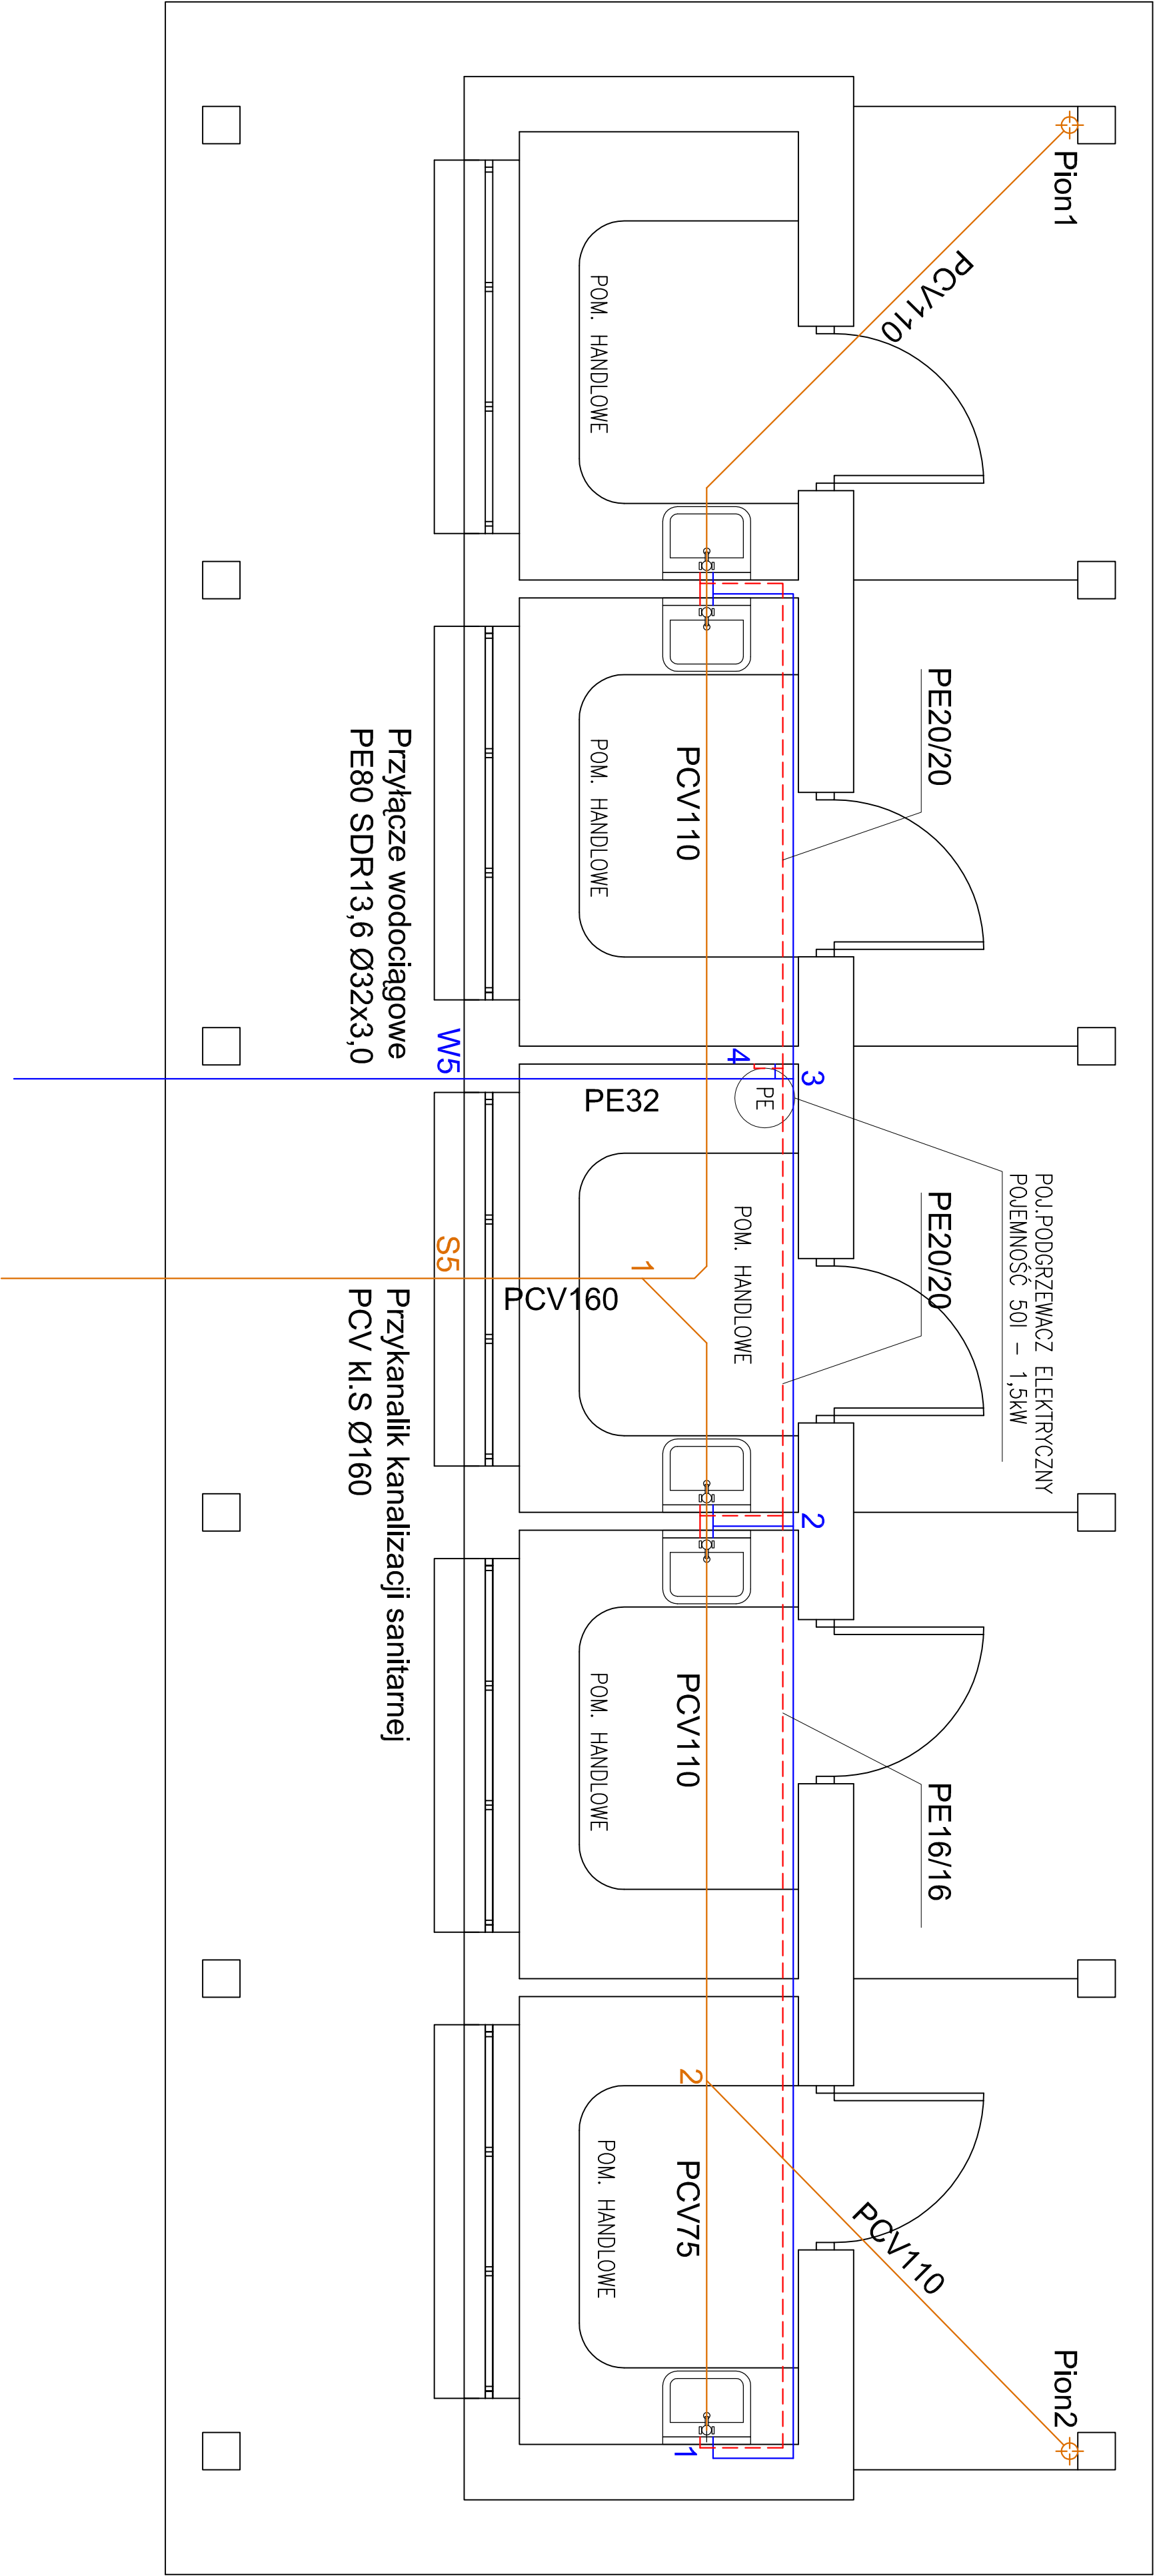 Pion1
PCV110
POM. HANDLOWE
PE20/20
PCV110
POM. HANDLOWE
Przyłącze wodociągowe
PE80 SDR13,6 Ø32x3,0
W5
4
3
PE
PE32
POJ.PODGRZEWACZ ELEKTRYCZNY
POJEMNOŚĆ 50l - 1,5kW
PE20/20
POM. HANDLOWE
S5
1
PCV160
Przykanalik kanalizacji sanitarnej
PCV kl.S Ø160
2
PE16/16
PCV110
POM. HANDLOWE
2
PCV75
POM. HANDLOWE
PCV110
Pion2
1